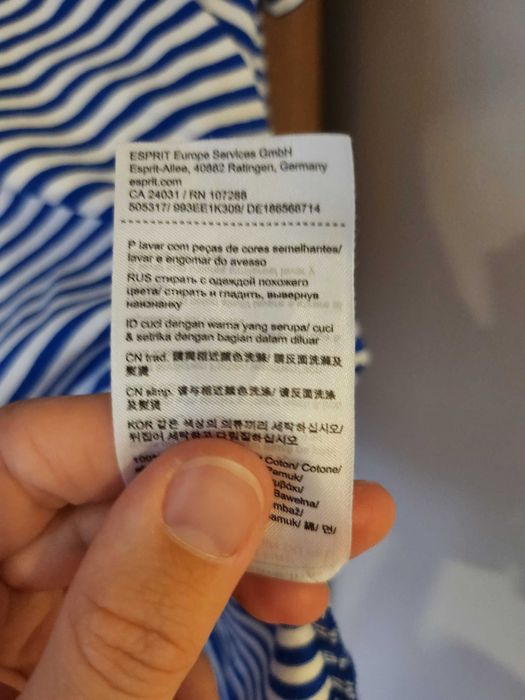 ESPRIT Europe Services GmbH
Esprit-Allee, 40882 Ratingen, Germany
esprit.com
CA 24031 / RN 107288
505317/ 993EE1K309/ DE186568714
P lavar com peças de cores semelhantes/
lavar e engomar do avesso
RUS стирать с одеждой похожего
цвета/ стирать и гладить, вывернув
наизнанку
ID cuci dengan warna yang serupa/ cuci
& setrika dengan bagian dalam diluar
CN trad. 請與相近顏色洗滌/ 請反面洗滌及
熨燙
CN simp. 请与相近颜色洗涤/ 请反面洗涤
及熨烫
KOR 같은 색상의 의류끼리 세탁하십시오/
뒤집어 세탁하고 다림질하십시오
Coton/ Cotone/
Bawełna/
pamuk/ 綿/ 면/